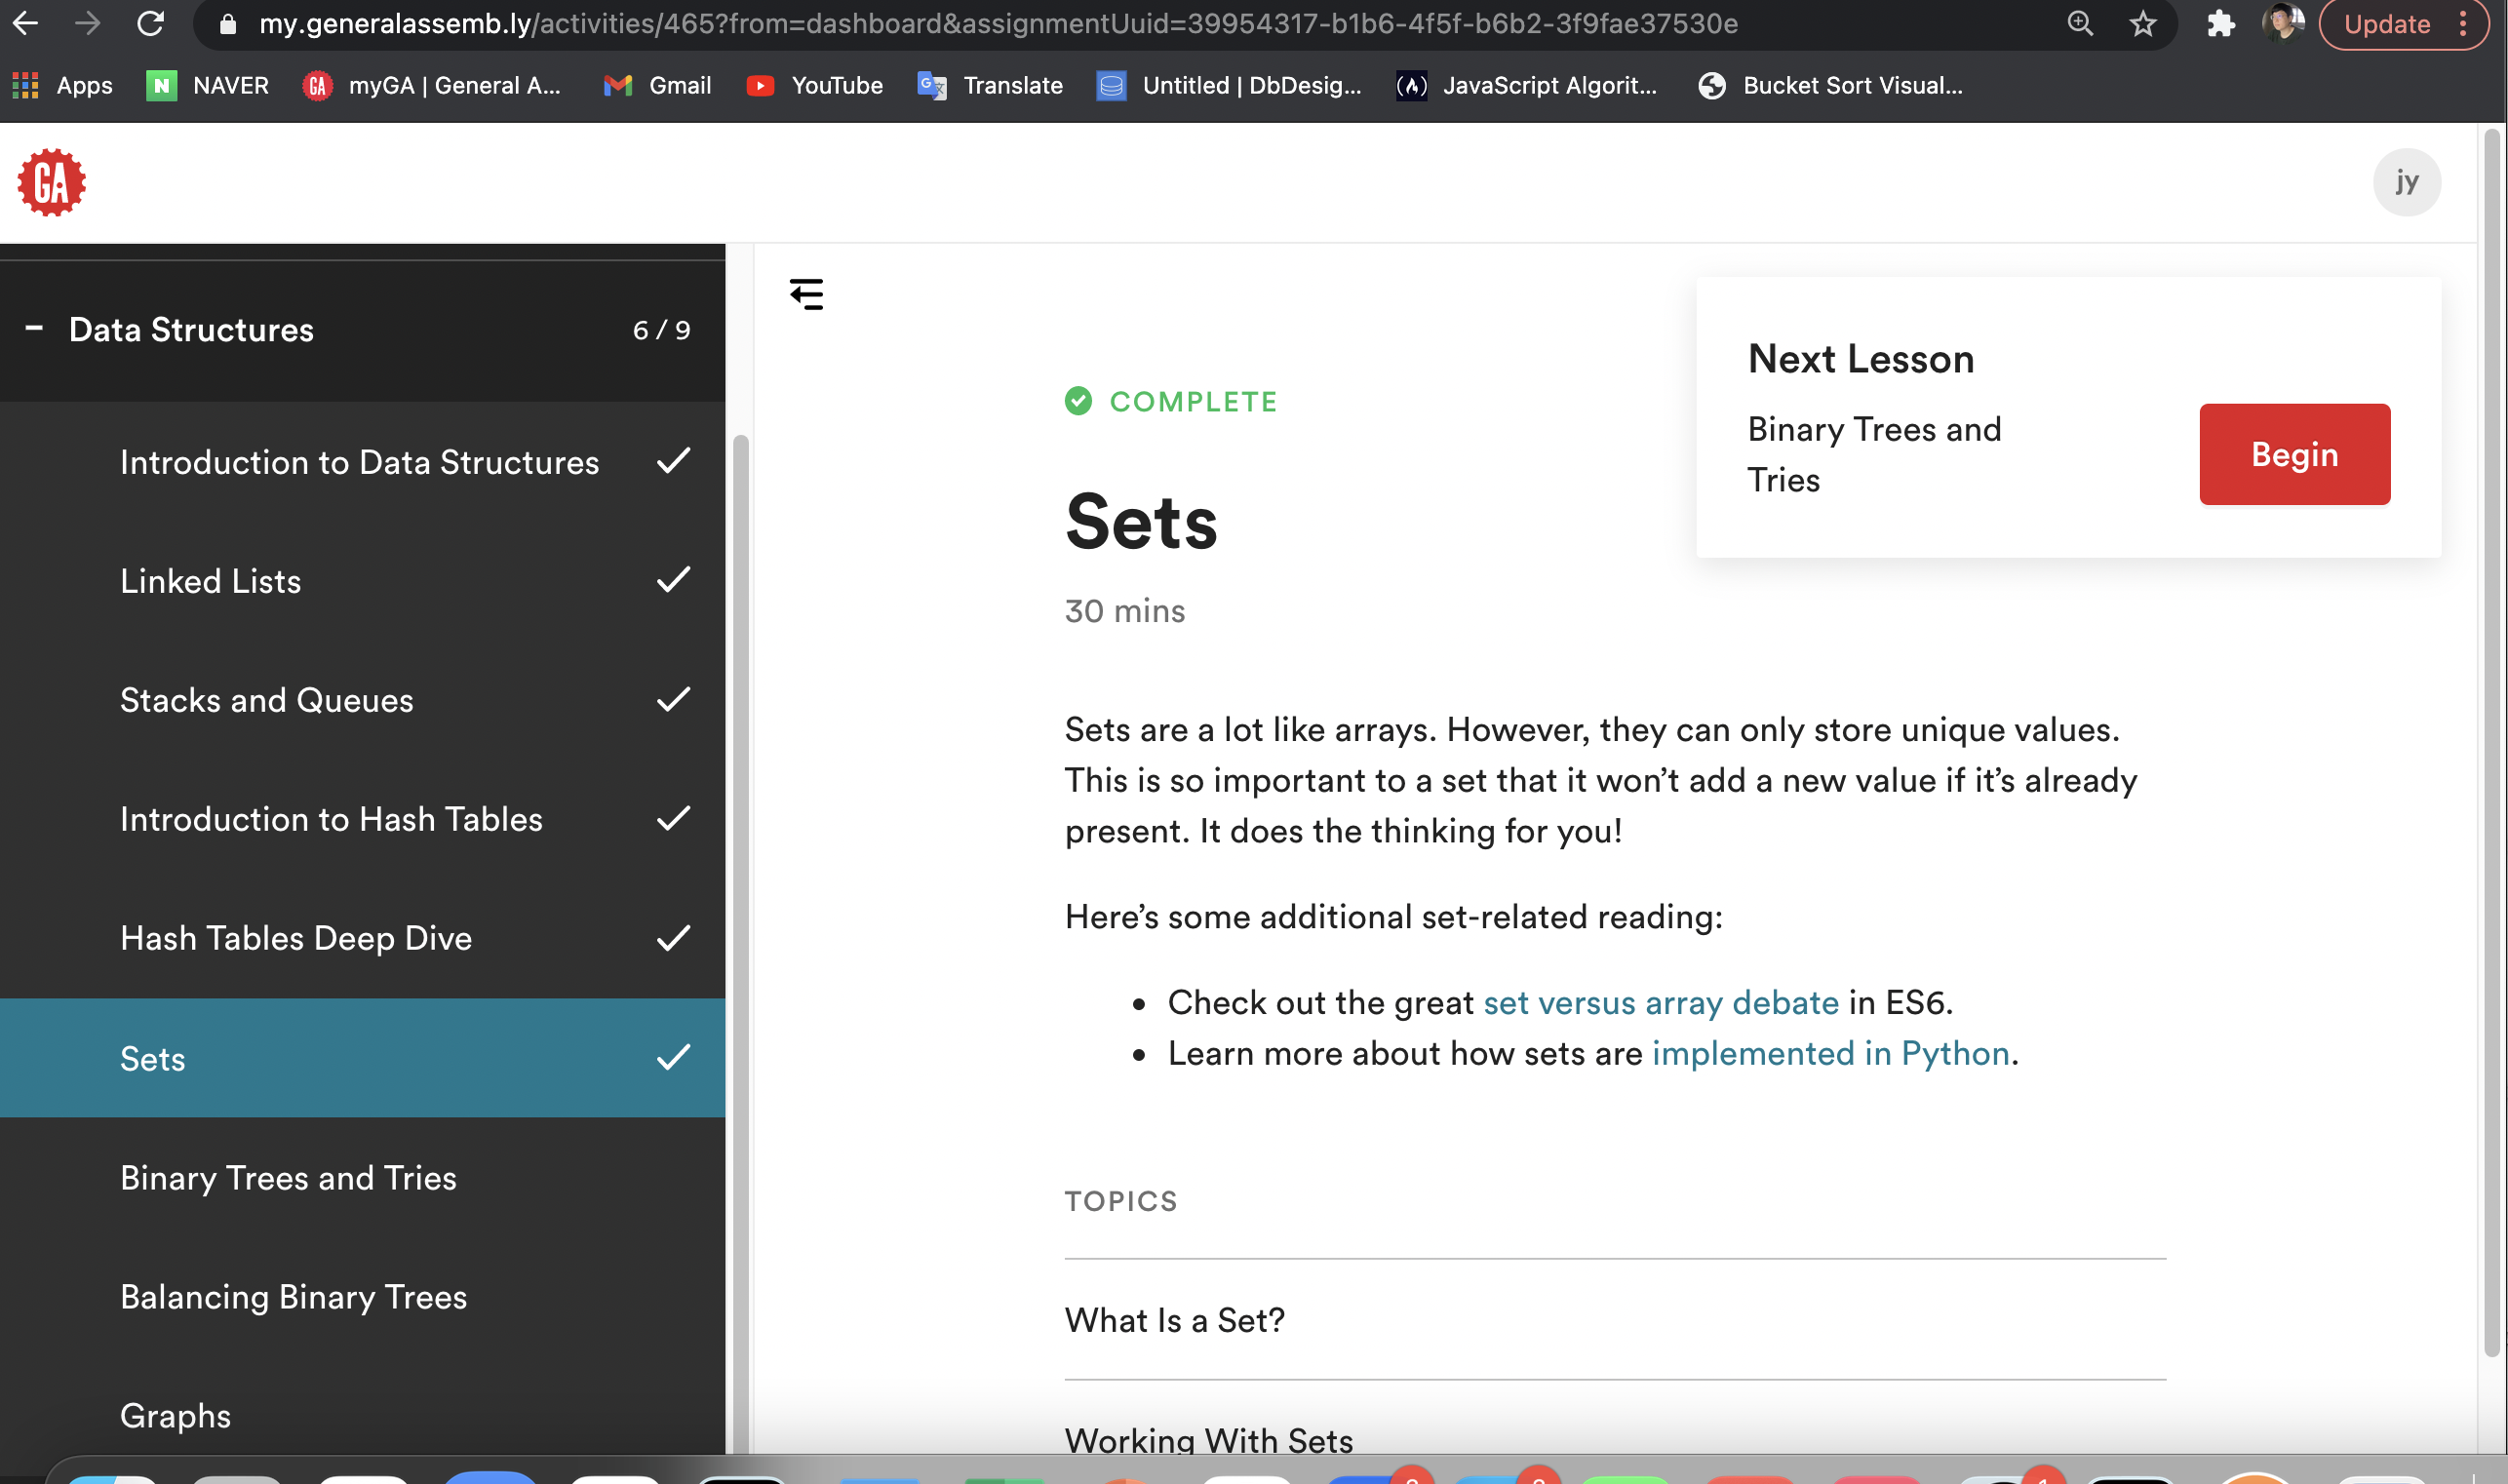 my.generalassemb.ly/activities/465?from=dashboard&assignmentUuid=39954317-b1b6-4f5f-b6b2-3f9fae37530e
Update
Apps
NAVER
myGA | General A...
Gmail
YouTube
Translate
Untitled | DbDesig...
JavaScript Algorit...
Bucket Sort Visual...
GA
jy
Data Structures 6 / 9
Introduction to Data Structures
Linked Lists
Stacks and Queues
Introduction to Hash Tables
Hash Tables Deep Dive
Sets
Binary Trees and Tries
Balancing Binary Trees
Graphs
COMPLETE
Sets
30 mins
Next Lesson
Binary Trees and
Tries
Begin
Sets are a lot like arrays. However, they can only store unique values.
This is so important to a set that it won’t add a new value if it’s already
present. It does the thinking for you!
Here’s some additional set-related reading:
• Check out the great set versus array debate in ES6.
• Learn more about how sets are implemented in Python.
TOPICS
What Is a Set?
Working With Sets